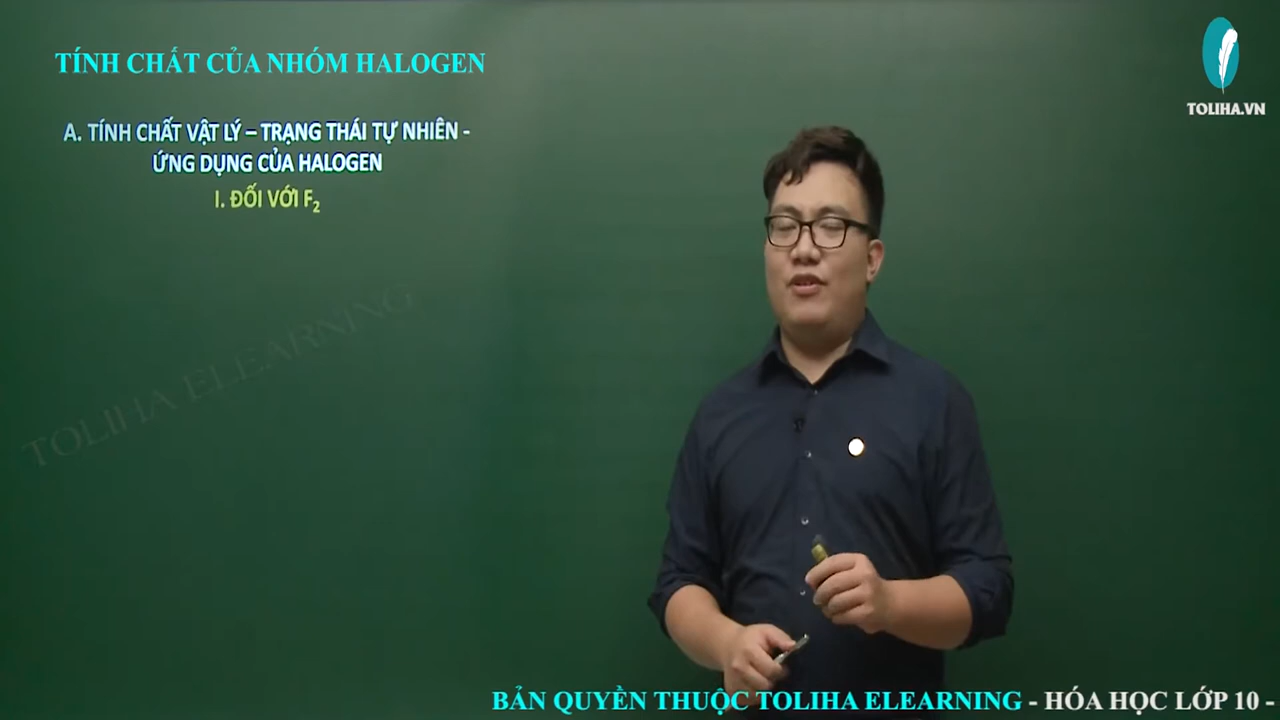 TÍNH CHẤT CỦA NHÓM HALOGEN
TOLIHA.VN
A. TÍNH CHẤT VẬT LÝ – TRẠNG THÁI TỰ NHIÊN -
ỨNG DỤNG CỦA HALOGEN
I. ĐỐI VỚI F₂
TOLIHA ELEARNING
BẢN QUYỀN THUỘC TOLIHA ELEARNING - HÓA HỌC LỚP 10 -